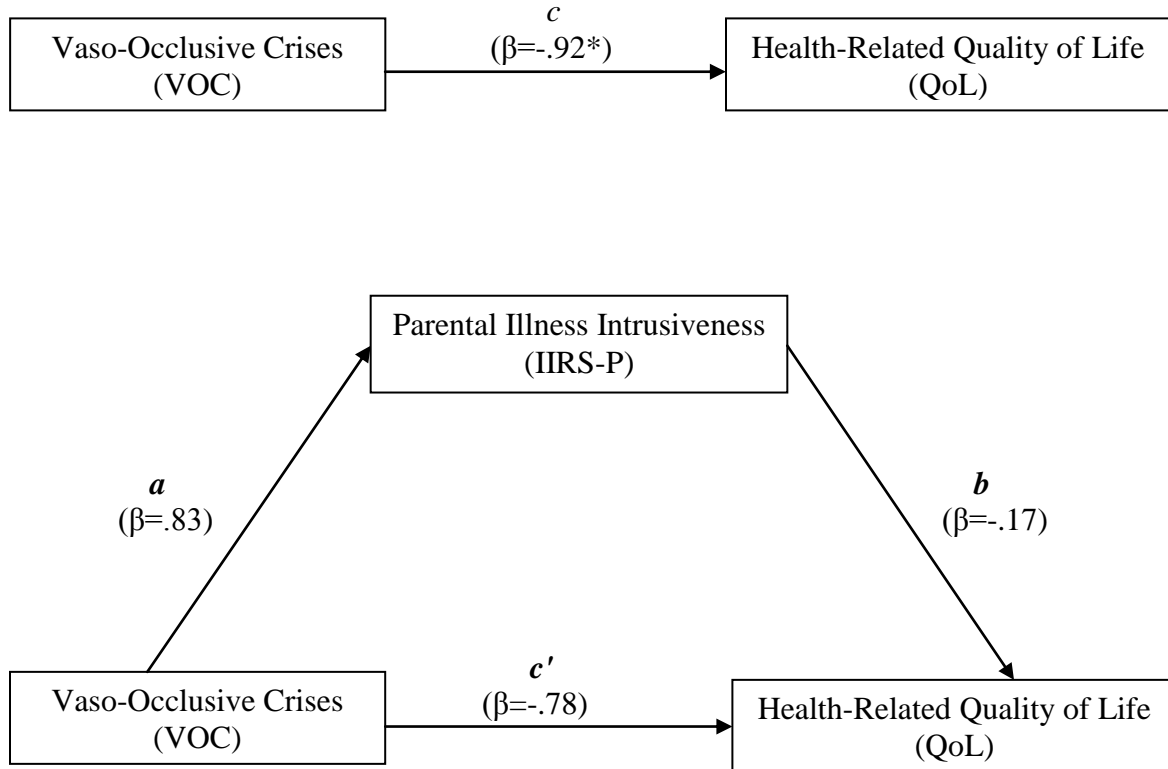 c
(β=-.92*)
Vaso-Occlusive Crises
(VOC)
Health-Related Quality of Life
(QoL)
Parental Illness Intrusiveness
(IIRS-P)
a
(β=.83)
b
(β=-.17)
c'
(β=-.78)
Vaso-Occlusive Crises
(VOC)
Health-Related Quality of Life
(QoL)